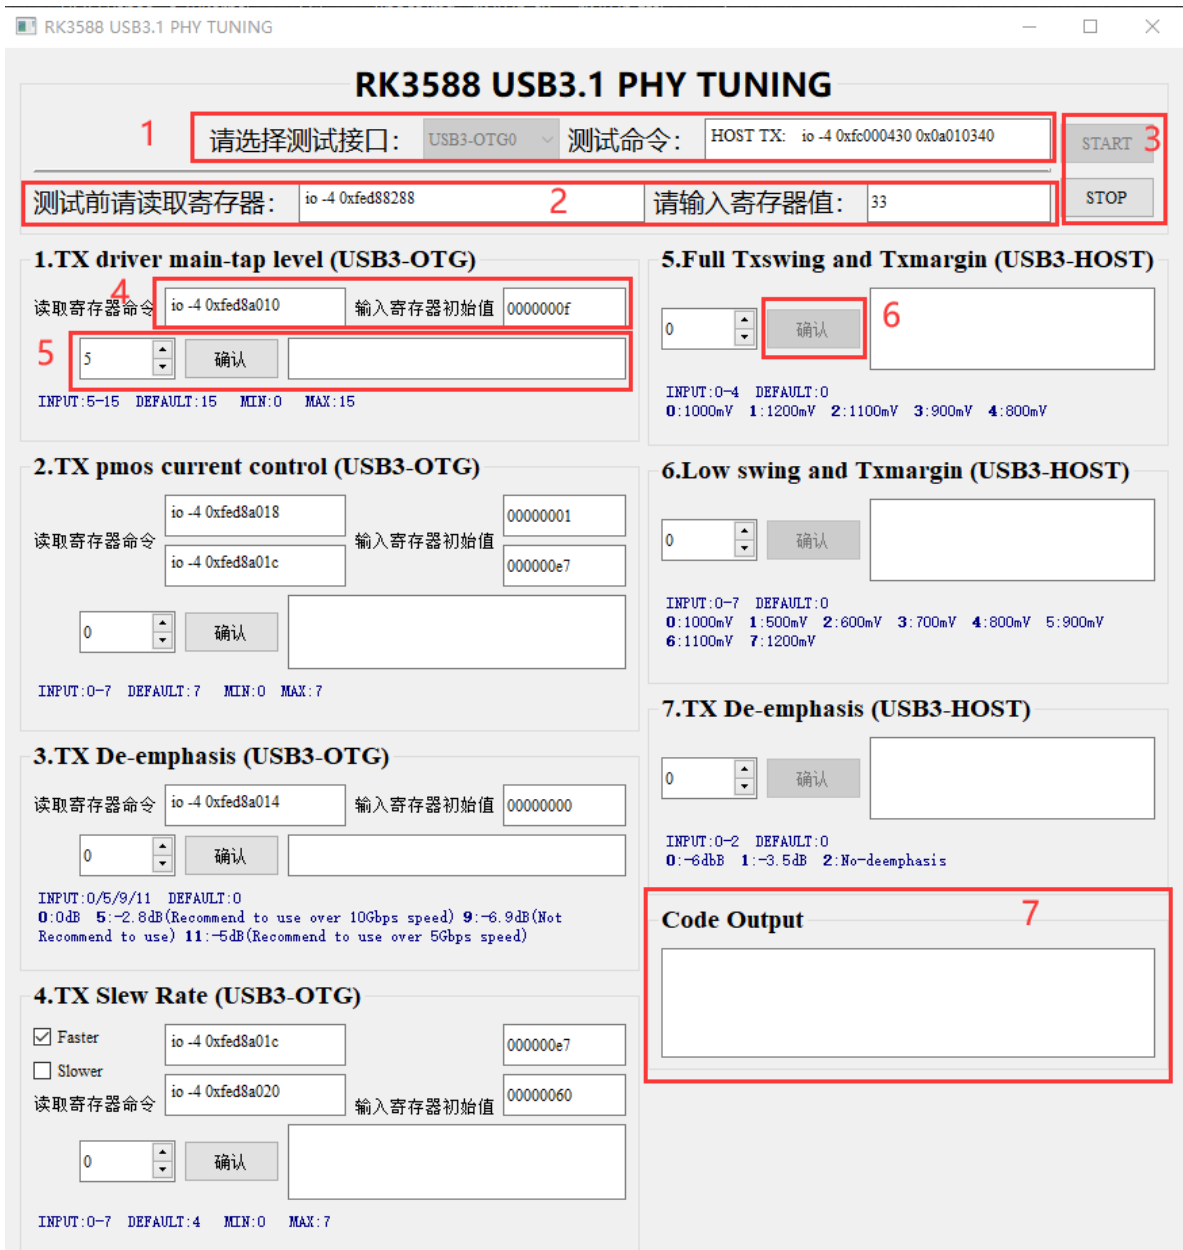 RK3588 USB3.1 PHY TUNING
RK3588 USB3.1 PHY TUNING
1
请选择测试接口： USB3-OTG0 测试命令： HOST TX: io -4 0xfc000430 0x0a010340
START
3
测试前请读取寄存器： io -4 0xfed88288 2 请输入寄存器值： 33
STOP
1.TX driver main-tap level (USB3-OTG)
4
读取寄存器命令 io -4 0xfed8a010 输入寄存器初始值 0000000f
5
5 确认
INPUT:5-15 DEFAULT:15 MIN:0 MAX:15
2.TX pmos current control (USB3-OTG)
io -4 0xfed8a018 00000001
读取寄存器命令 输入寄存器初始值
io -4 0xfed8a01c 000000e7
0 确认
INPUT:0-7 DEFAULT:7 MIN:0 MAX:7
3.TX De-emphasis (USB3-OTG)
读取寄存器命令 io -4 0xfed8a014 输入寄存器初始值 00000000
0 确认
INPUT:0/5/9/11 DEFAULT:0
0:0dB 5:-2.8dB(Recommend to use over 10Gbps speed) 9:-6.9dB(Not
Recommend to use) 11:-5dB(Recommend to use over 5Gbps speed)
4.TX Slew Rate (USB3-OTG)
Faster io -4 0xfed8a01c 000000e7
Slower
读取寄存器命令 io -4 0xfed8a020 输入寄存器初始值 00000060
0 确认
INPUT:0-7 DEFAULT:4 MIN:0 MAX:7
5.Full Txswing and Txmargin (USB3-HOST)
0 确认 6
INPUT:0-4 DEFAULT:0
0:1000mV 1:1200mV 2:1100mV 3:900mV 4:800mV
6.Low swing and Txmargin (USB3-HOST)
0 确认
INPUT:0-7 DEFAULT:0
0:1000mV 1:500mV 2:600mV 3:700mV 4:800mV 5:900mV
6:1100mV 7:1200mV
7.TX De-emphasis (USB3-HOST)
0 确认
INPUT:0-2 DEFAULT:0
0:-6dbB 1:-3.5dB 2:No-deemphasis
Code Output 7